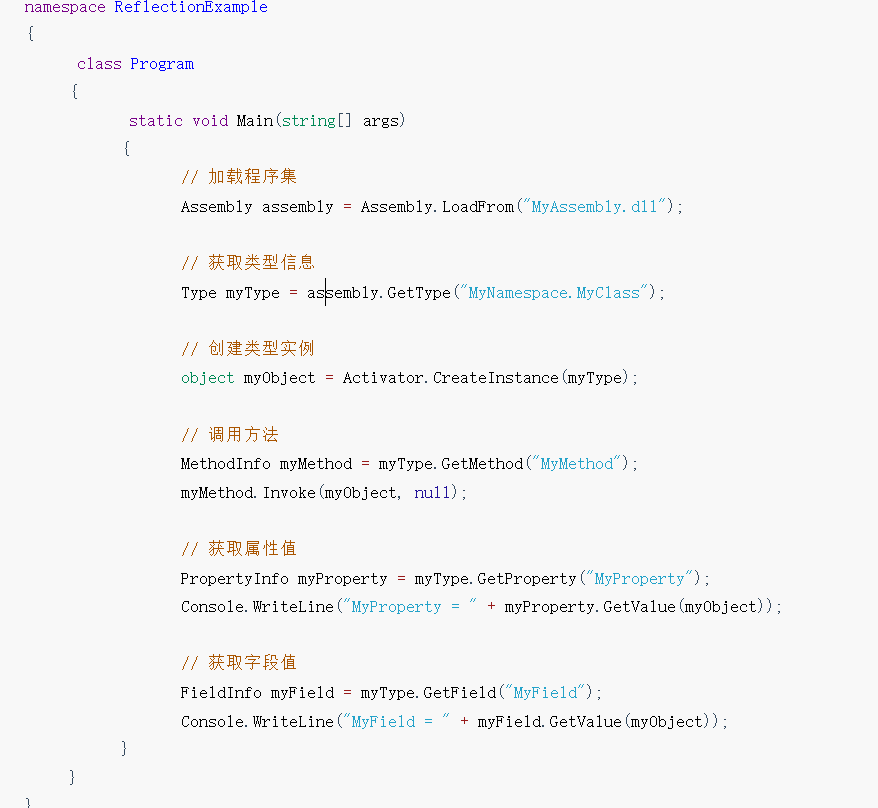 namespace ReflectionExample
{
class Program
{
static void Main(string[] args)
{
// 加载程序集
Assembly assembly = Assembly.LoadFrom("MyAssembly.dll");
// 获取类型信息
Type myType = assembly.GetType("MyNamespace.MyClass");
// 创建类型实例
object myObject = Activator.CreateInstance(myType);
// 调用方法
MethodInfo myMethod = myType.GetMethod("MyMethod");
myMethod.Invoke(myObject, null);
// 获取属性值
PropertyInfo myProperty = myType.GetProperty("MyProperty");
Console.WriteLine("MyProperty = " + myProperty.GetValue(myObject));
// 获取字段值
FieldInfo myField = myType.GetField("MyField");
Console.WriteLine("MyField = " + myField.GetValue(myObject));
}
}
}